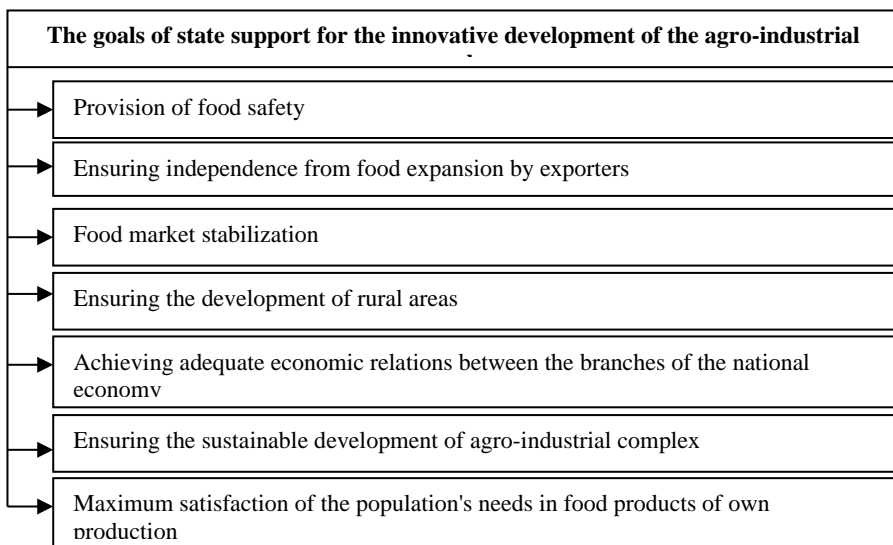 The goals of state support for the innovative development of the agro-industrial
Provision of food safety
Ensuring independence from food expansion by exporters
Food market stabilization
Ensuring the development of rural areas
Achieving adequate economic relations between the branches of the national
economy
Ensuring the sustainable development of agro-industrial complex
Maximum satisfaction of the population's needs in food products of own
production